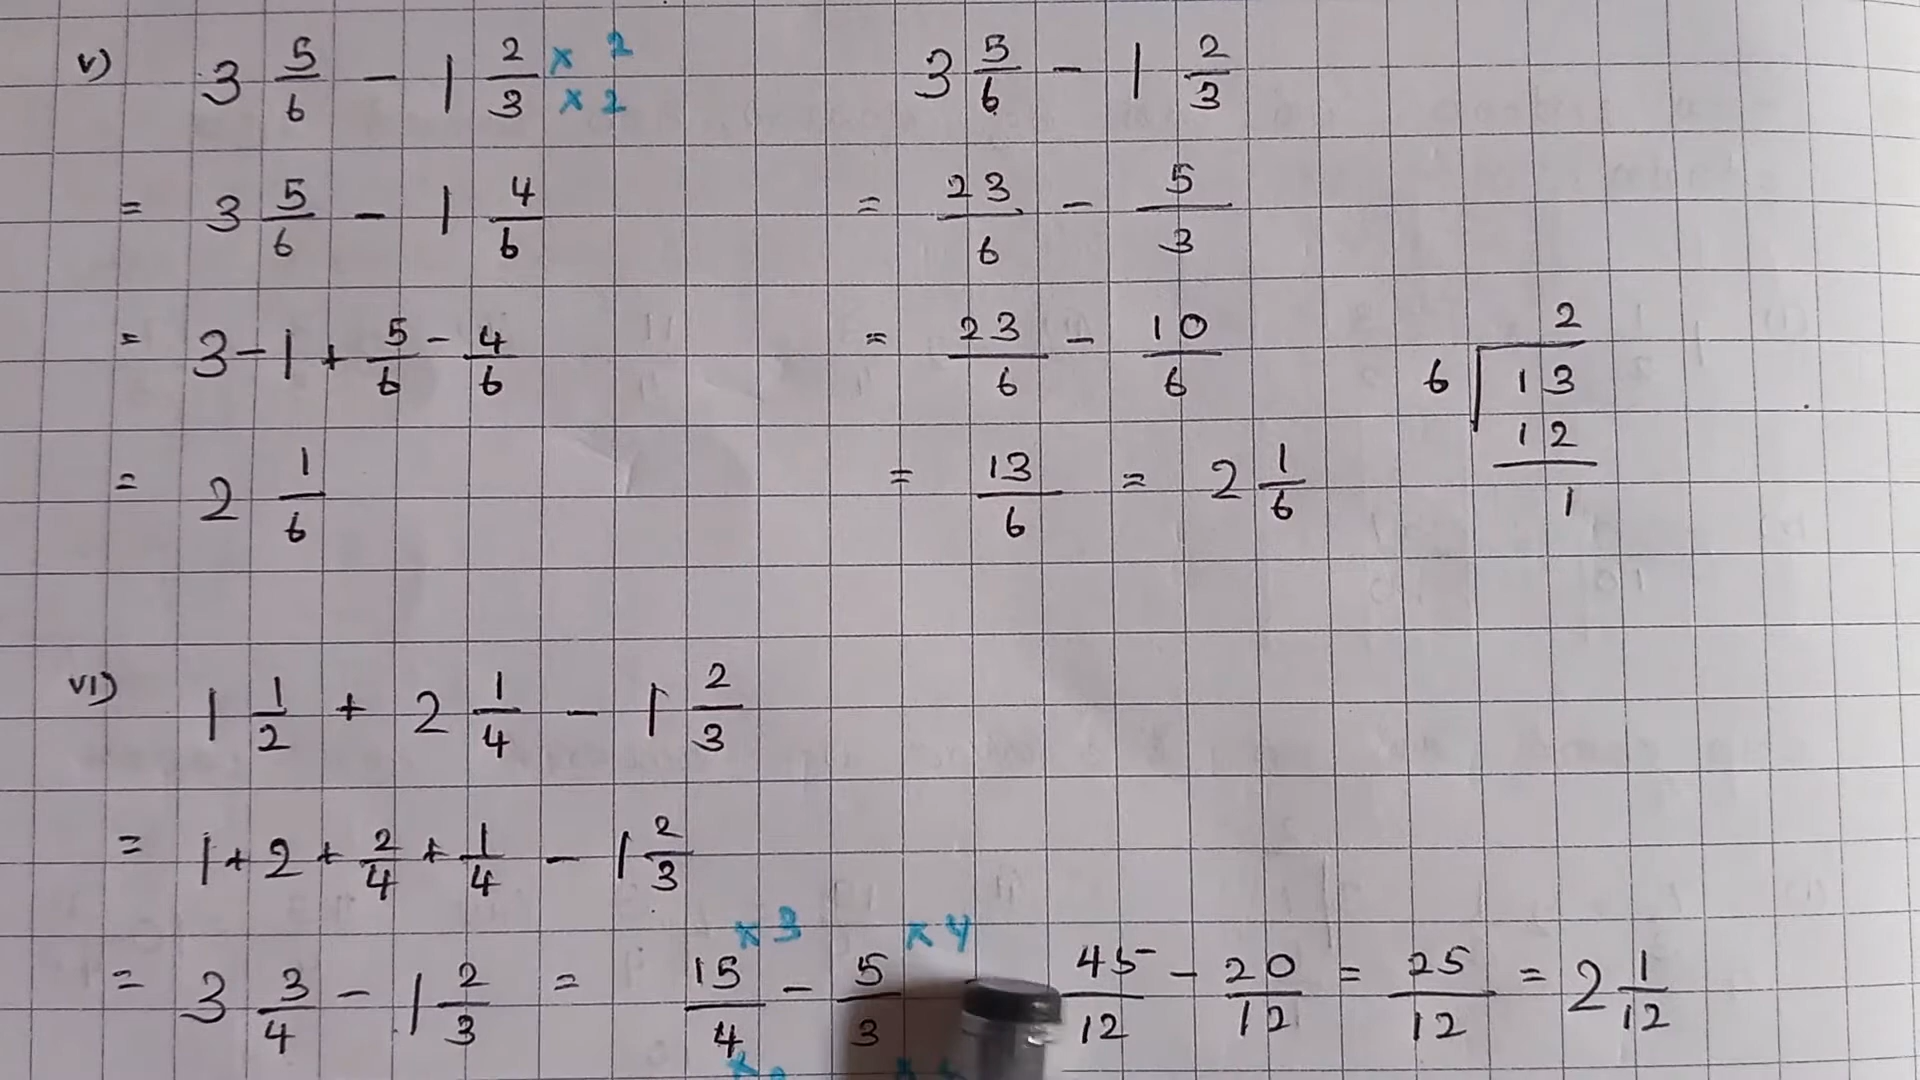 v) 3 5/6 - 1 2/3 × 2 × 2
= 3 5/6 - 1 4/6
= 3 - 1 + 5/6 - 4/6
= 2 1/6
3 5/6 - 1 2/3
= 23/6 - 5/3
= 23/6 - 10/6
= 13/6 = 2 1/6
2
6 13
12
1
vi) 1 1/2 + 2 1/4 - 1 2/3
= 1 + 2 + 2/4 + 1/4 - 1 2/3
× 3 × 4
= 3 3/4 - 1 2/3 = 15/4 - 5/3 45/12 - 20/12 = 25/12 = 2 1/12